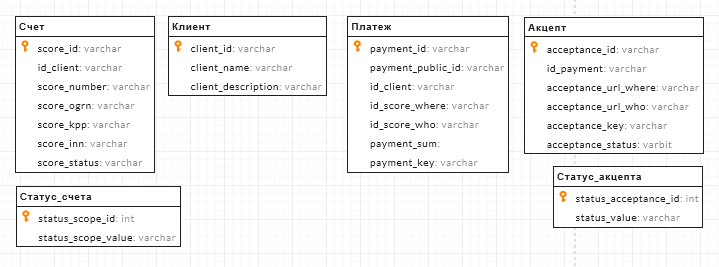 Счет
score_id: varchar
id_client: varchar
score_number: varchar
score_ogrn: varchar
score_kpp: varchar
score_inn: varchar
score_status: varchar
Клиент
client_id: varchar
client_name: varchar
client_description: varchar
Платеж
payment_id: varchar
payment_public_id: varchar
id_client: varchar
id_score_where: varchar
id_score_who: varchar
payment_sum:
payment_key: varchar
Акцепт
acceptance_id: varchar
id_payment: varchar
acceptance_url_where: varchar
acceptance_url_who: varchar
acceptance_key: varchar
acceptance_status: varbit
Статус_счета
status_scope_id: int
status_scope_value: varchar
Статус_акцепта
status_acceptance_id: int
status_value: varchar